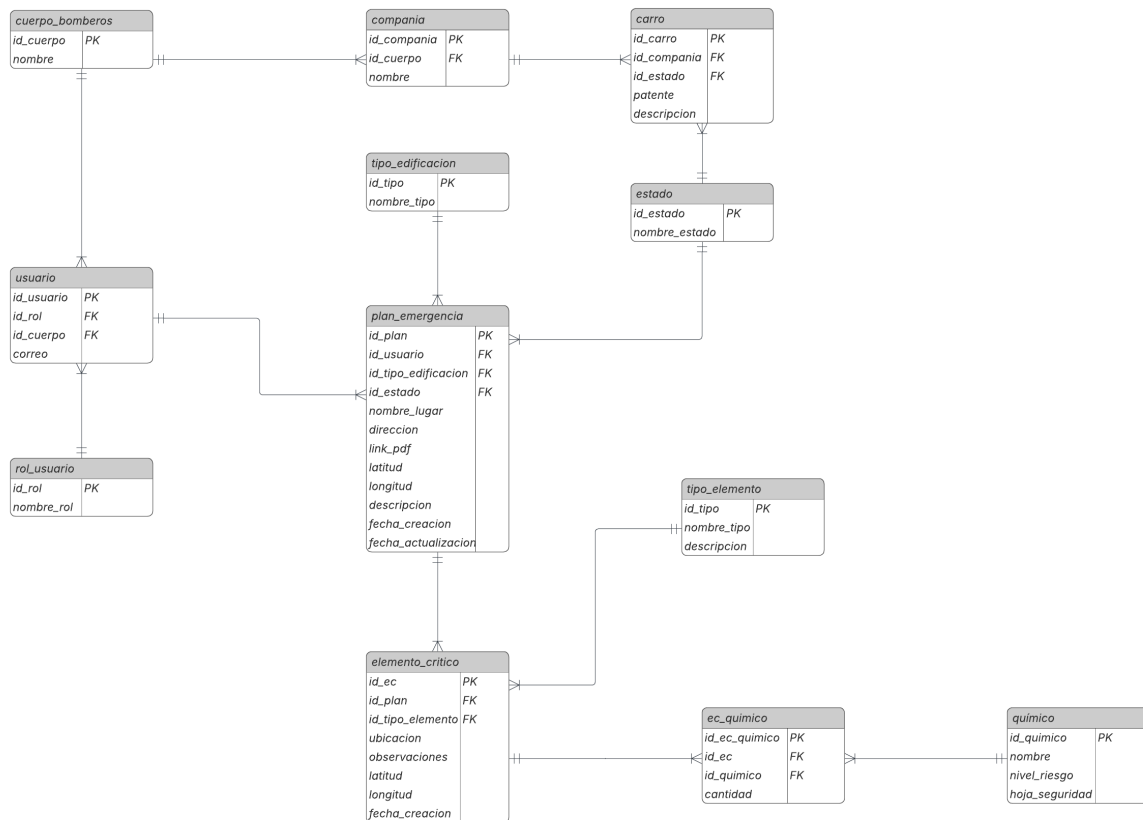 cuerpo_bomberos
id_cuerpo PK
nombre
compania
id_compania PK
id_cuerpo FK
nombre
carro
id_carro PK
id_compania FK
id_estado FK
patente
descripcion
tipo_edificacion
id_tipo PK
nombre_tipo
estado
id_estado PK
nombre_estado
usuario
id_usuario PK
id_rol FK
id_cuerpo FK
correo
plan_emergencia
id_plan PK
id_usuario FK
id_tipo_edificacion FK
id_estado FK
nombre_lugar
direccion
link_pdf
latitud
longitud
descripcion
fecha_creacion
fecha_actualizacion
rol_usuario
id_rol PK
nombre_rol
tipo_elemento
id_tipo PK
nombre_tipo
descripcion
elemento_critico
id_ec PK
id_plan FK
id_tipo_elemento FK
ubicacion
observaciones
latitud
longitud
fecha_creacion
ec_quimico
id_ec_quimico PK
id_ec FK
id_quimico FK
cantidad
químico
id_quimico PK
nombre
nivel_riesgo
hoja_seguridad